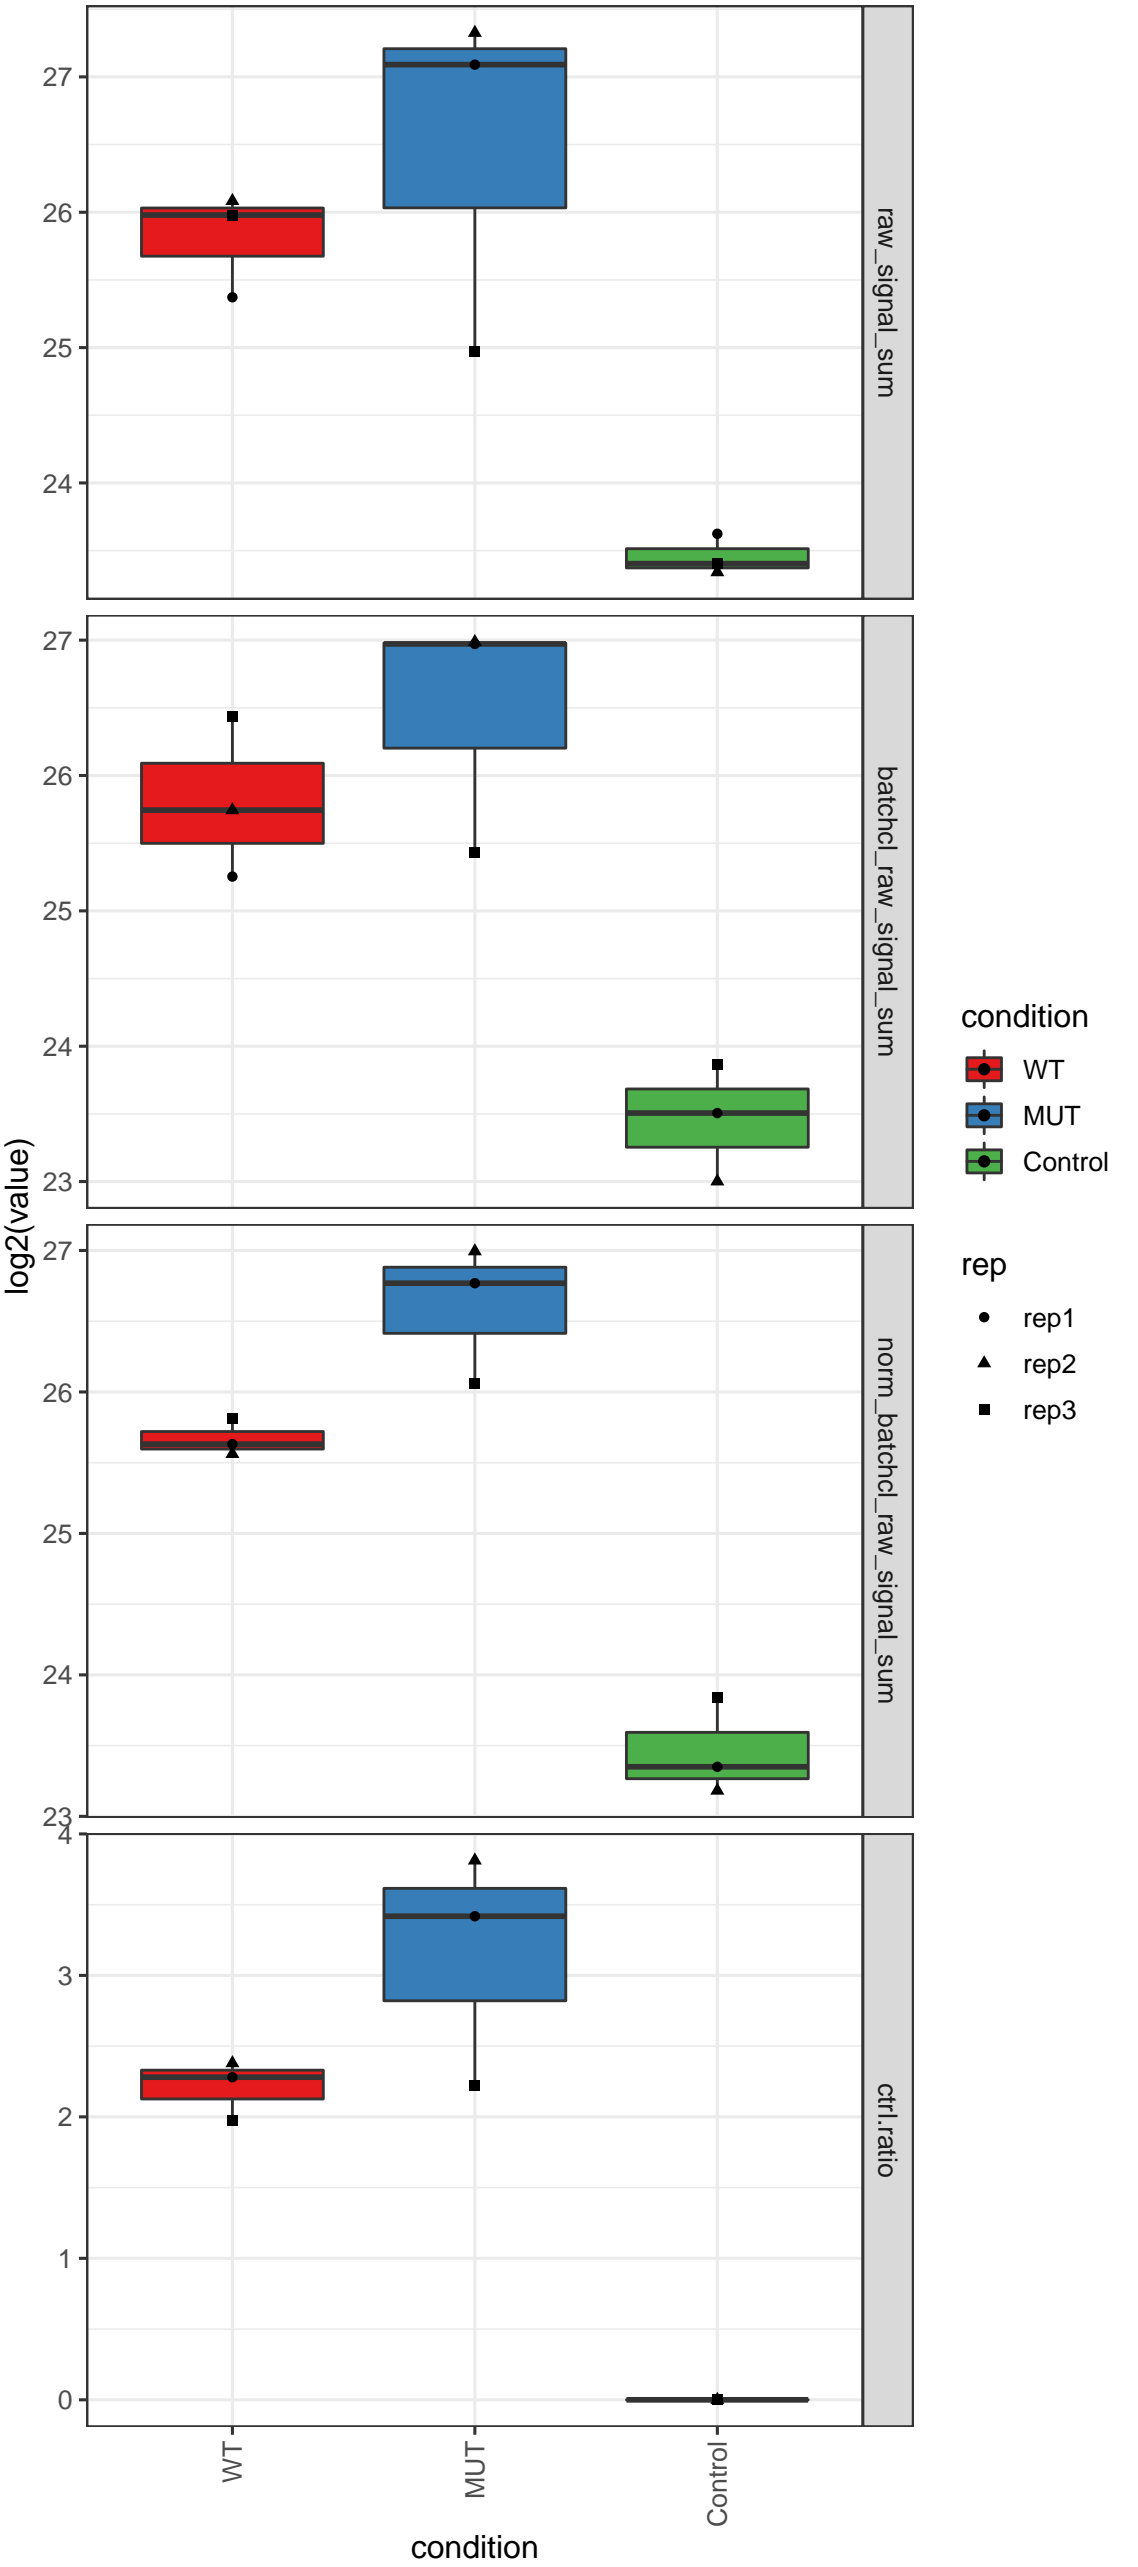 27
26
25
24
raw_signal_sum
27
26
25
24
23
batchcl_raw_signal_sum
27
26
25
24
23
norm_batchcl_raw_signal_sum
4
3
2
1
0
ctrl.ratio
log2(value)
WT
MUT
Control
condition
condition
WT
MUT
Control
rep
rep1
rep2
rep3